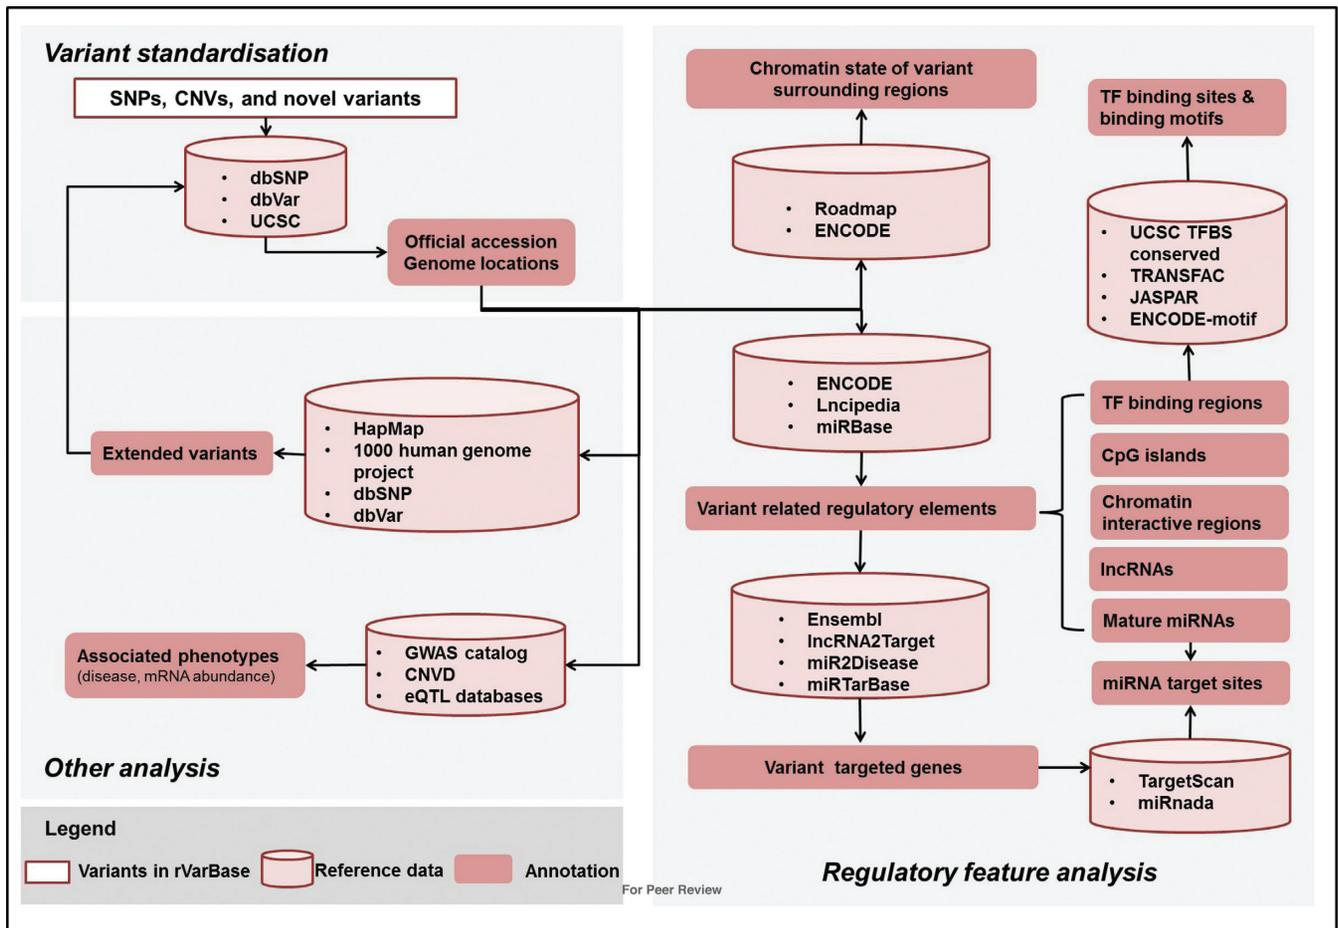 Variant standardisation
SNPs, CNVs, and novel variants
• dbSNP
• dbVar
• UCSC
Official accession
Genome locations
• HapMap
• 1000 human genome
project
• dbSNP
• dbVar
Extended variants
• GWAS catalog
• CNVD
• eQTL databases
Associated phenotypes
(disease, mRNA abundance)
Other analysis
Legend
Variants in rVarBase
Reference data
Annotation
Chromatin state of variant
surrounding regions
• Roadmap
• ENCODE
• ENCODE
• Lncipedia
• miRBase
Variant related regulatory elements
• Ensembl
• lncRNA2Target
• miR2Disease
• miRTarBase
Variant targeted genes
TF binding sites &
binding motifs
• UCSC TFBS
conserved
• TRANSFAC
• JASPAR
• ENCODE-motif
TF binding regions
CpG islands
Chromatin
interactive regions
lncRNAs
Mature miRNAs
miRNA target sites
• TargetScan
• miRnada
Regulatory feature analysis
For Peer Review